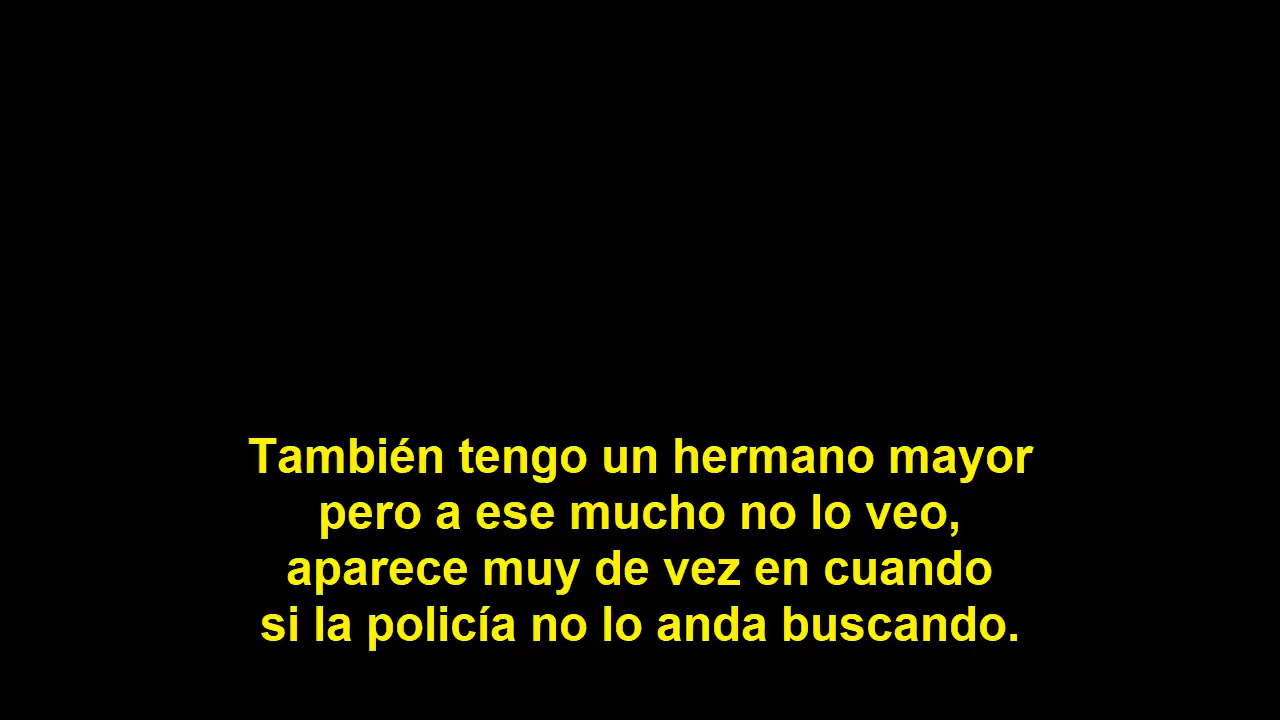 También tengo un hermano mayor
pero a ese mucho no lo veo,
aparece muy de vez en cuando
si la policía no lo anda buscando.